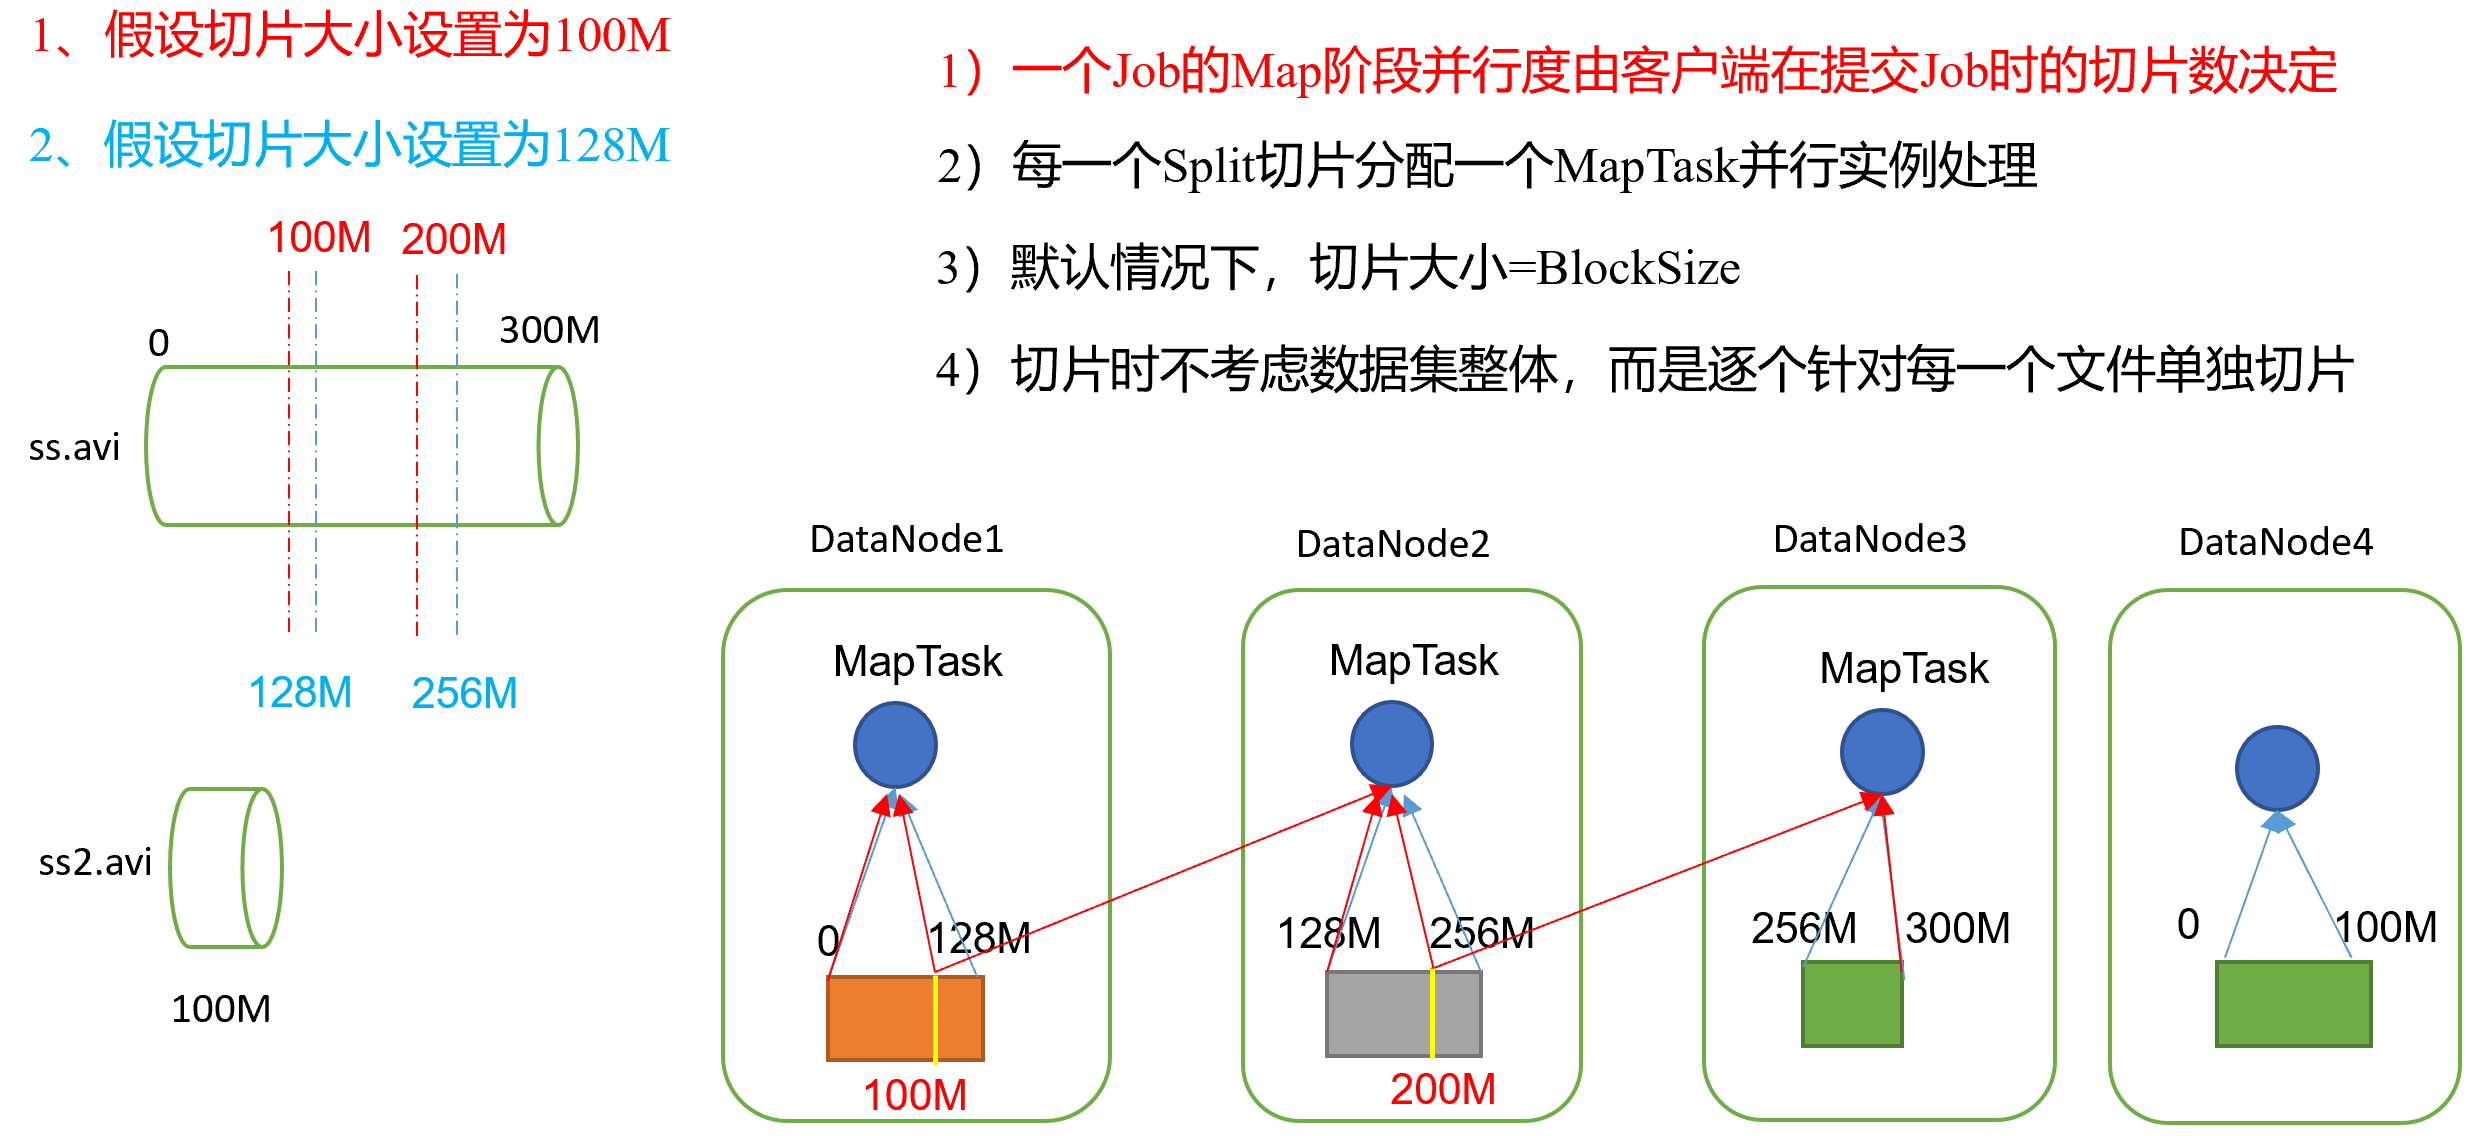 1、假设切片大小设置为100M
2、假设切片大小设置为128M
1）一个Job的Map阶段并行度由客户端在提交Job时的切片数决定
2）每一个Split切片分配一个MapTask并行实例处理
3）默认情况下，切片大小=BlockSize
4）切片时不考虑数据集整体，而是逐个针对每一个文件单独切片
100M 200M
0 300M
ss.avi
128M 256M
ss2.avi
100M
DataNode1
MapTask
0 128M
100M
DataNode2
MapTask
128M 256M
200M
DataNode3
MapTask
256M 300M
DataNode4
0 100M